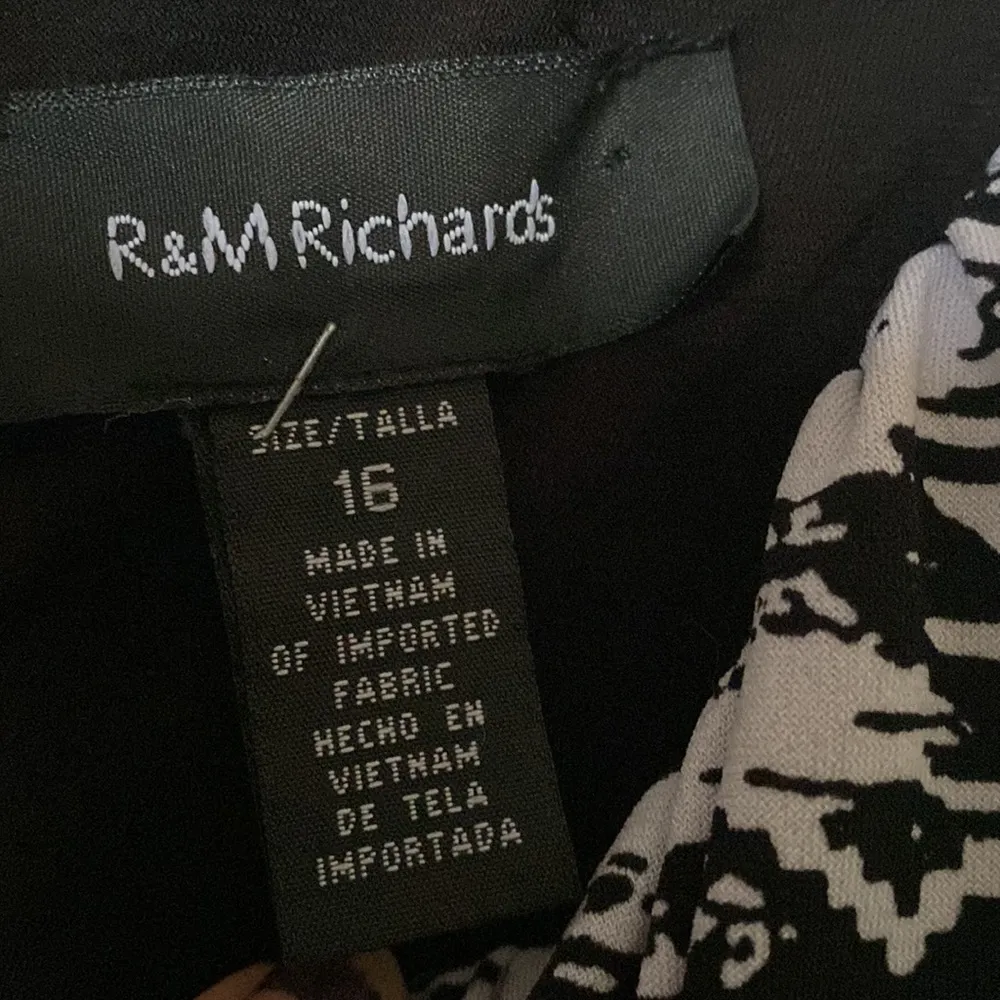 R&M Richards
SIZE/TALLA
16
MADE IN
VIETNAM
OF IMPORTED
FABRIC
HECHO EN
VIETNAM
DE TELA
IMPORTADA